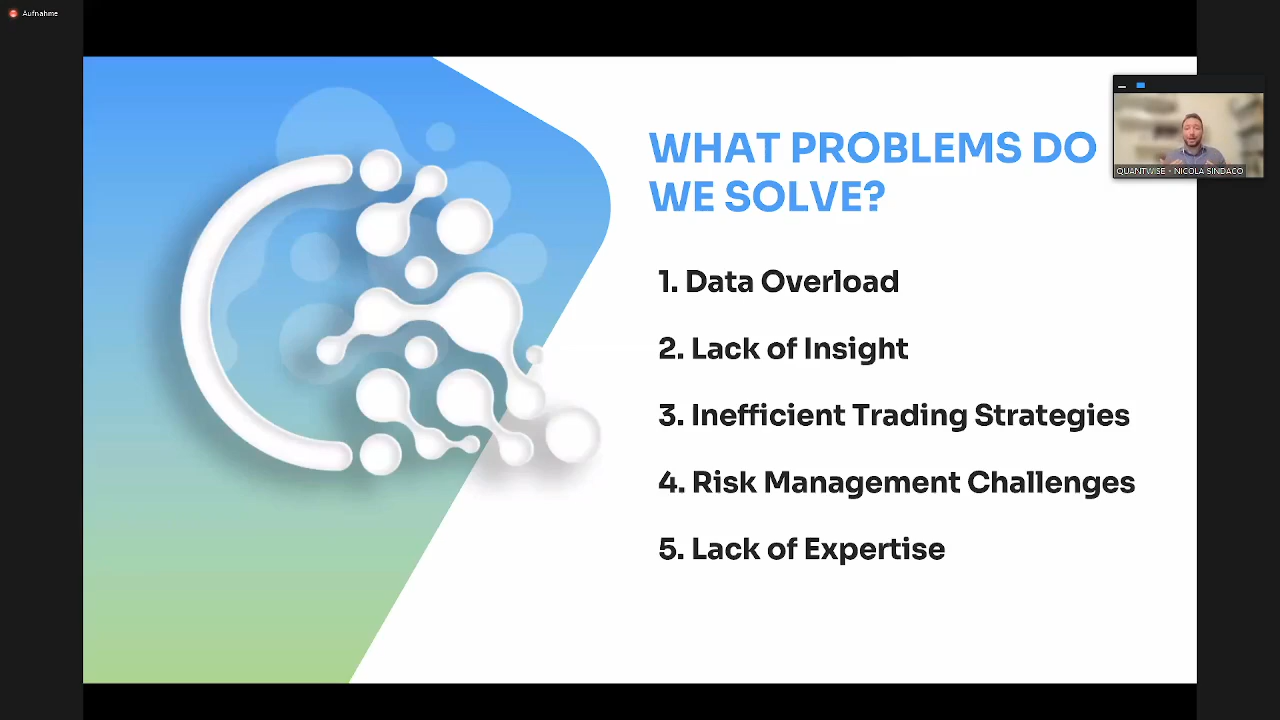 Aufnahme
WHAT PROBLEMS DO
WE SOLVE?
QUANTWISE - NICOLA SINDACO
1. Data Overload
2. Lack of Insight
3. Inefficient Trading Strategies
4. Risk Management Challenges
5. Lack of Expertise